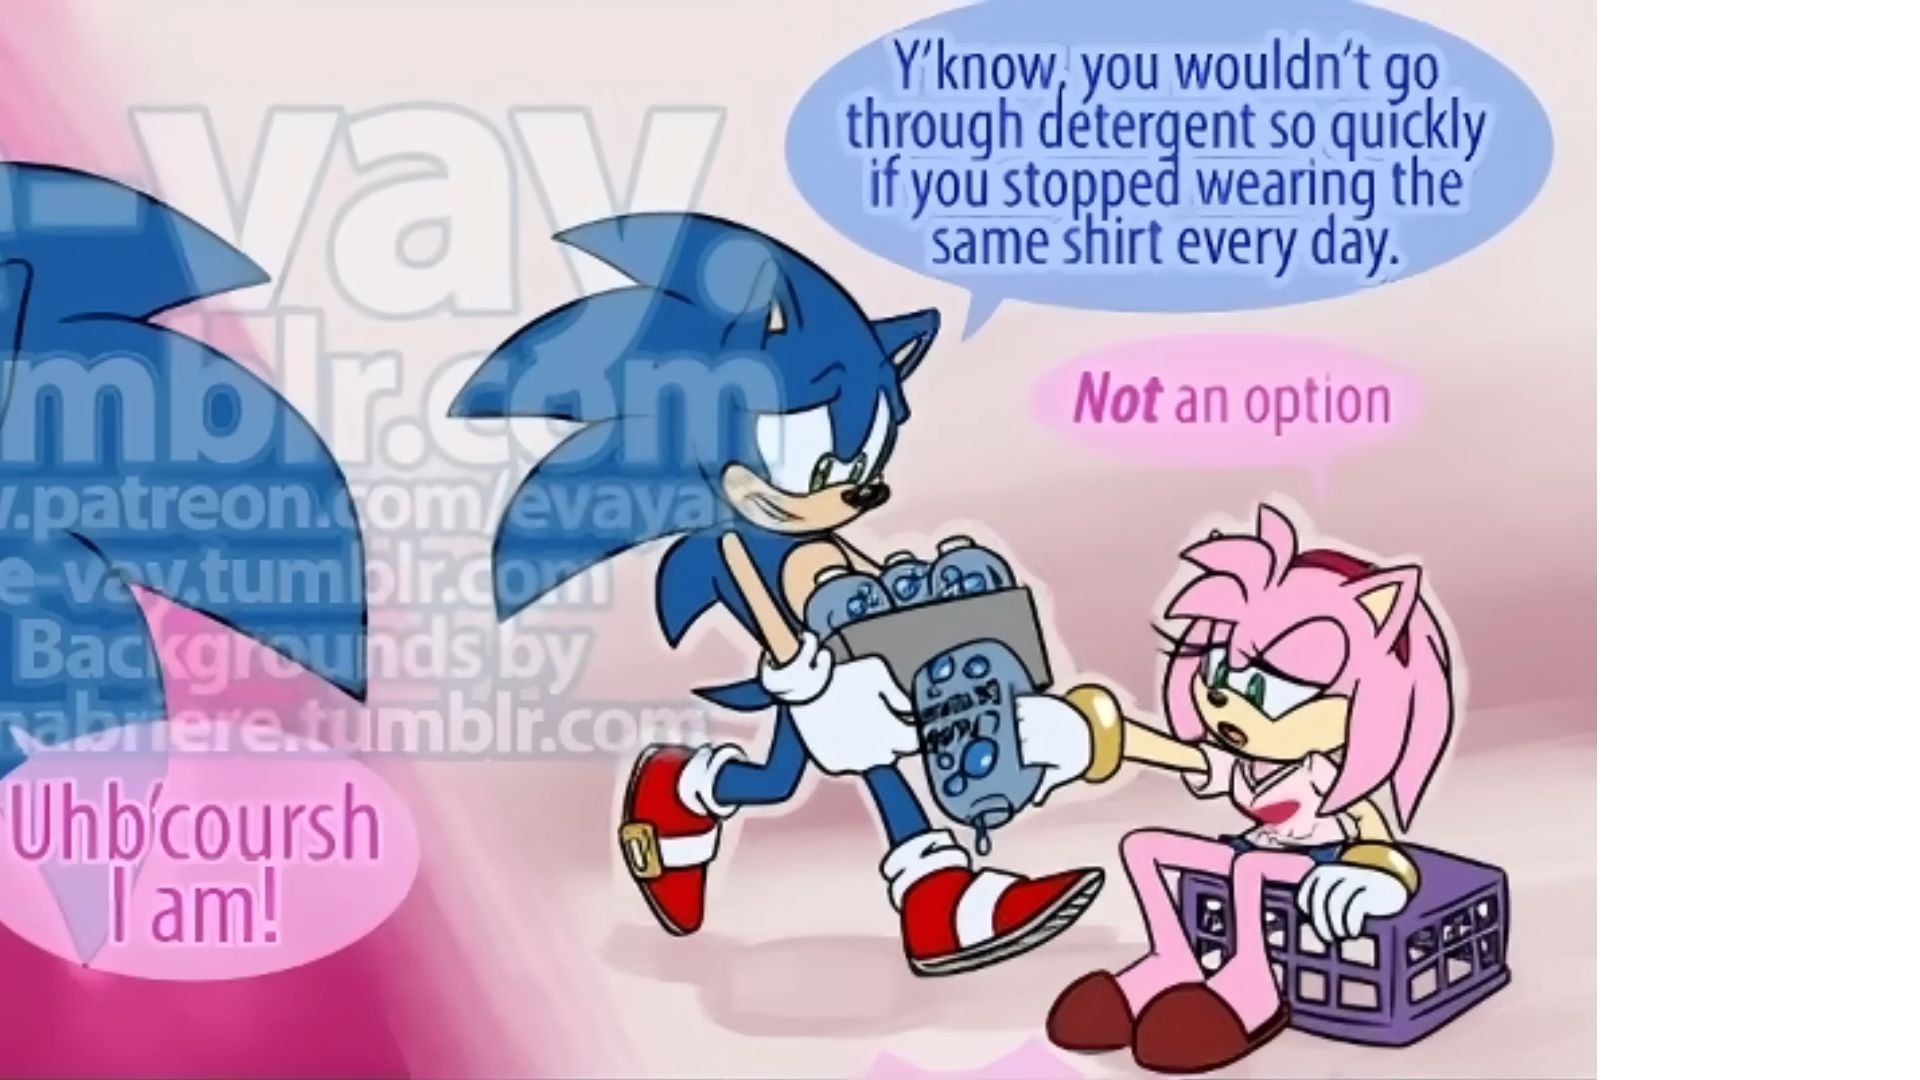 Y'know, you wouldn't go
through detergent so quickly
if you stopped wearing the
same shirt every day.
Not an option
e-vay.
tumblr.com
w.patreon.com/evaya
e-vay.tumblr.com
Backgrounds by
nabriere.tumblr.com
Uhb'coursh
I am!